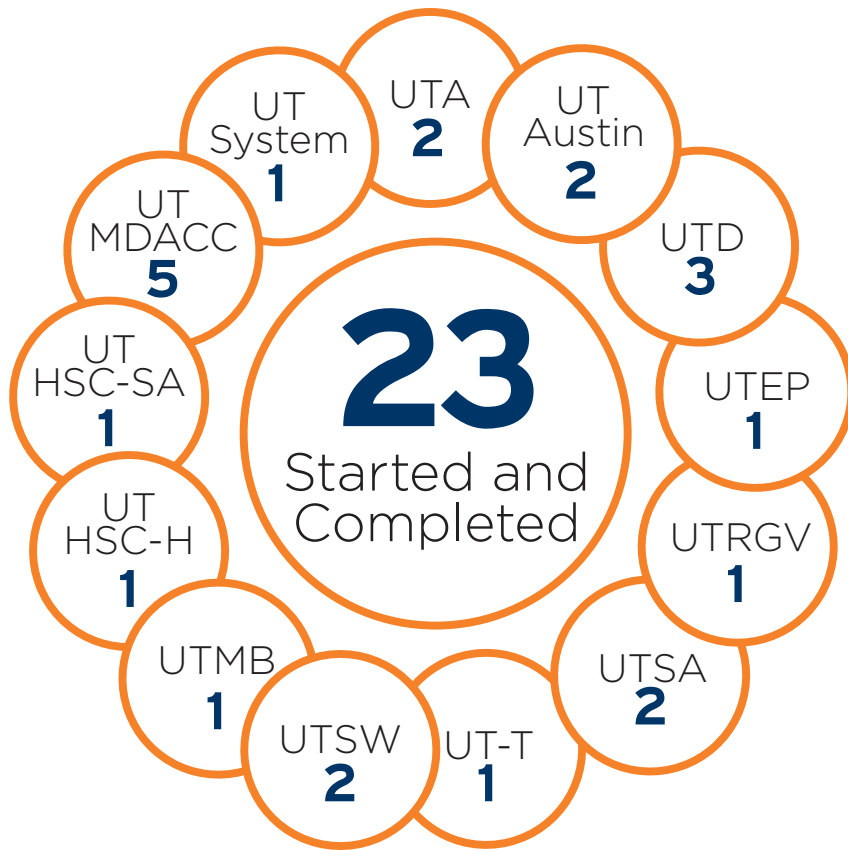 UTA
2
UT
Austin
2
UTD
3
UTEP
1
UTRGV
1
UTSA
2
UT-T
1
UTSW
2
UTMB
1
UT
HSC-H
1
UT
HSC-SA
1
UT
MDACC
5
UT
System
1
23
Started and
Completed